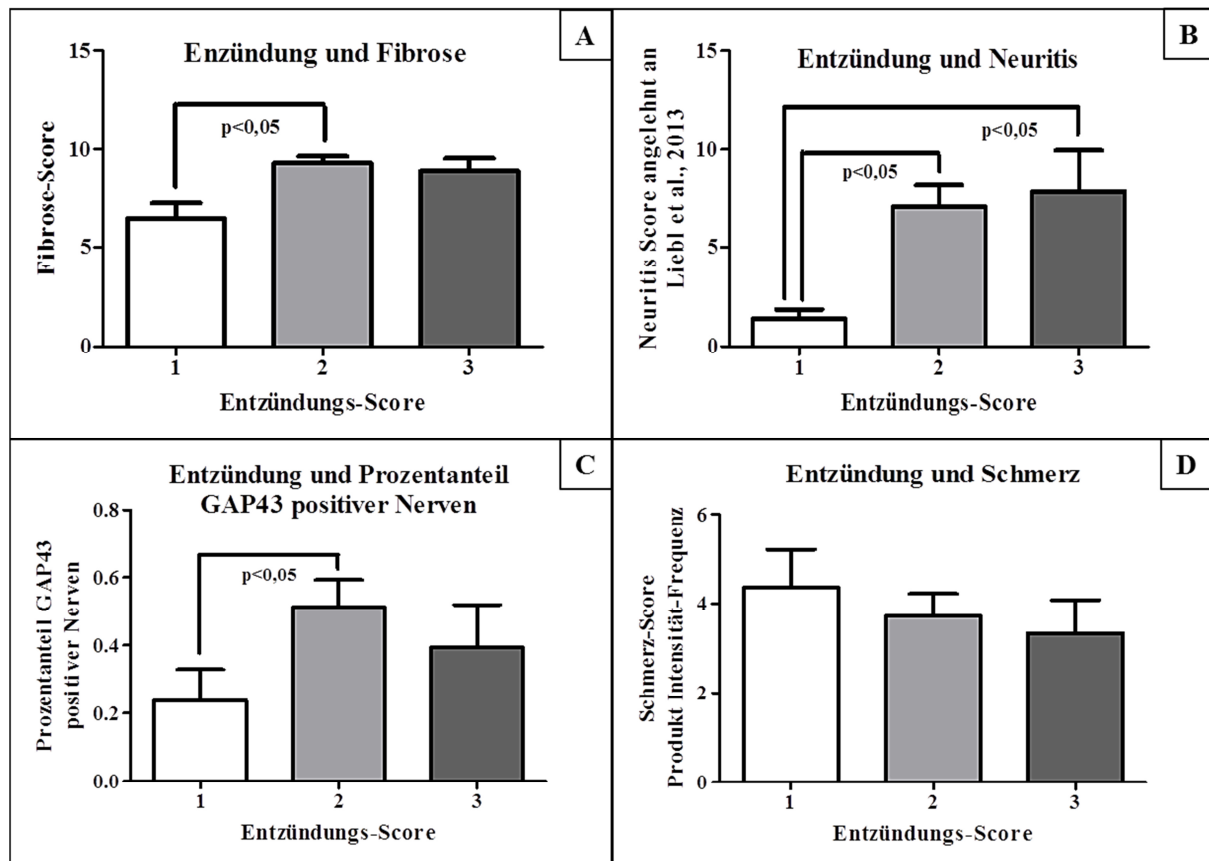 A
Enzündung und Fibrose
Fibrose-Score
15
10
5
0
p<0,05
1 2 3
Entzündungs-Score
B
Entzündung und Neuritis
Neuritis Score angelehnt an
Liebl et al., 2013
15
10
5
0
p<0,05
p<0,05
1 2 3
Entzündungs-Score
C
Entzündung und Prozentanteil
GAP43 positiver Nerven
Prozentanteil GAP43
positiver Nerven
0.8
0.6
0.4
0.2
0.0
p<0,05
1 2 3
Entzündungs-Score
D
Entzündung und Schmerz
Schmerz-Score
Produkt Intensität-Frequenz
6
4
2
0
1 2 3
Entzündungs-Score